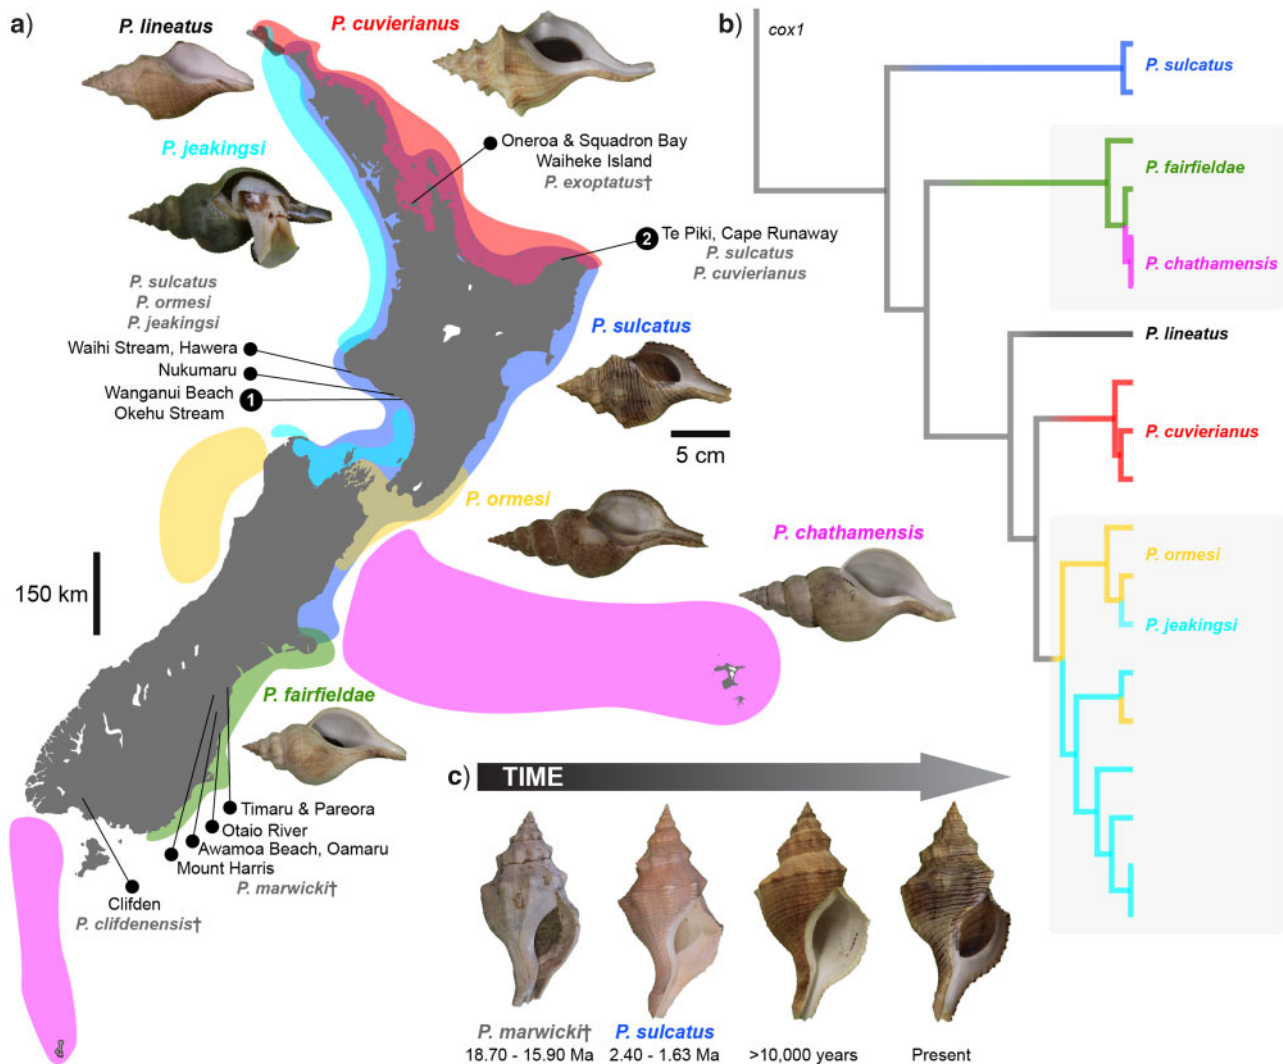 a)
P. lineatus
P. cuvierianus
P. jeakingsi
Oneroa & Squadron Bay
Waiheke Island
P. exoptatus†
2 Te Piki, Cape Runaway
P. sulcatus
P. cuvierianus
P. sulcatus
P. ormesi
P. jeakingsi
Waihi Stream, Hawera
Nukumaru
Wanganui Beach
Okehu Stream
1
P. sulcatus
5 cm
P. ormesi
P. chathamensis
150 km
P. fairfieldae
Timaru & Pareora
Otaio River
Awamoa Beach, Oamaru
Mount Harris
P. marwicki†
Clifden
P. clifdenensis†
b)
cox1
P. sulcatus
P. fairfieldae
P. chathamensis
P. lineatus
P. cuvierianus
P. ormesi
P. jeakingsi
c)
TIME
P. marwicki†
P. sulcatus
18.70 - 15.90 Ma
2.40 - 1.63 Ma
>10,000 years
Present